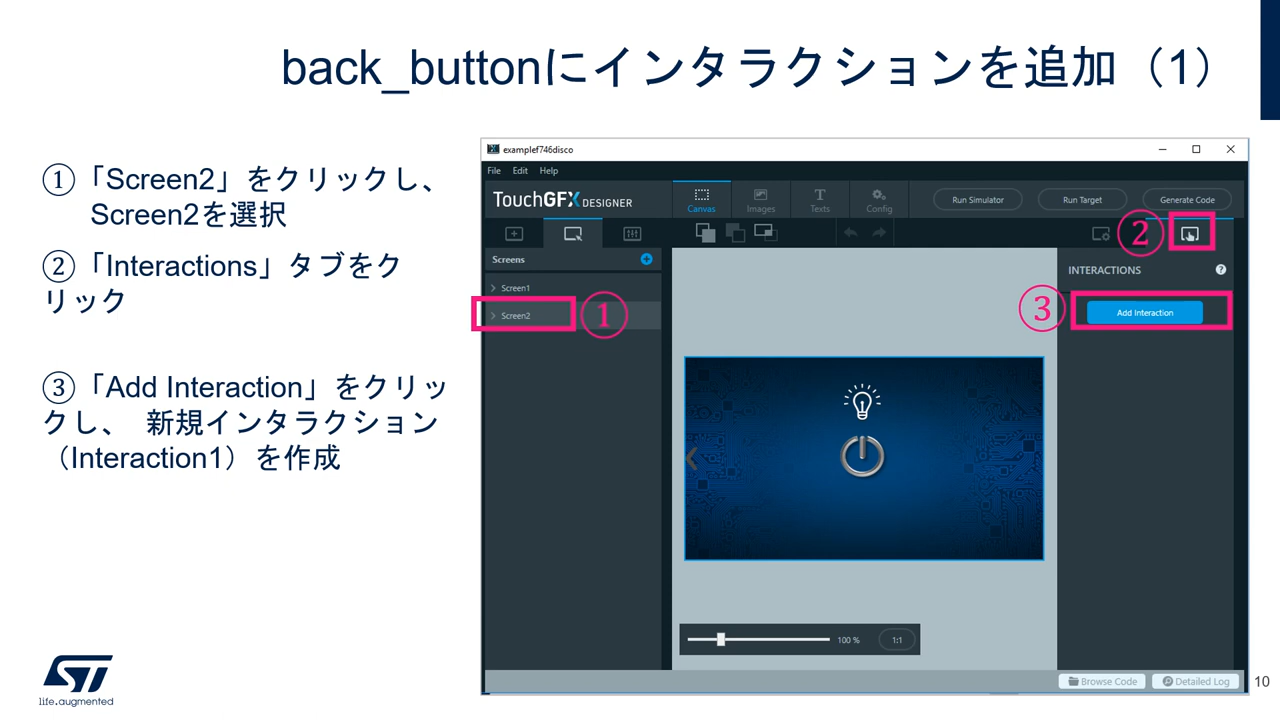 back_buttonにインタラクションを追加（1）
①「Screen2」をクリックし、
Screen2を選択
②「Interactions」タブをク
リック
③「Add Interaction」をクリッ
クし、 新規インタラクション
（Interaction1）を作成
examplef746disco
File Edit Help
TouchGFX DESIGNER
Canvas
Images
Texts
Config
Run Simulator
Run Target
Generate Code
②
Screens
INTERACTIONS
?
Screen1
Screen2
①
③
Add Interaction
100 %
1:1
Browse Code
Detailed Log
ST
life.augmented
10